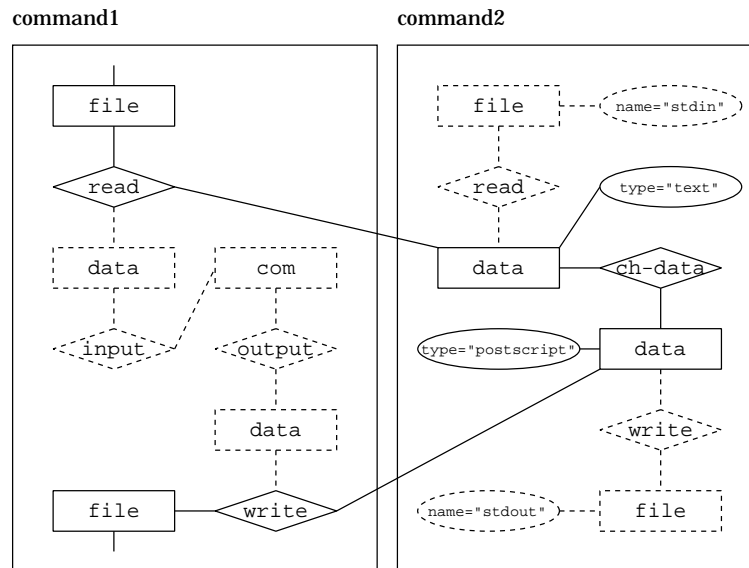 command1
command2
file
read
data
com
input
output
data
file
write
file
name="stdin"
read
type="text"
data
ch-data
type="postscript"
data
write
name="stdout"
file